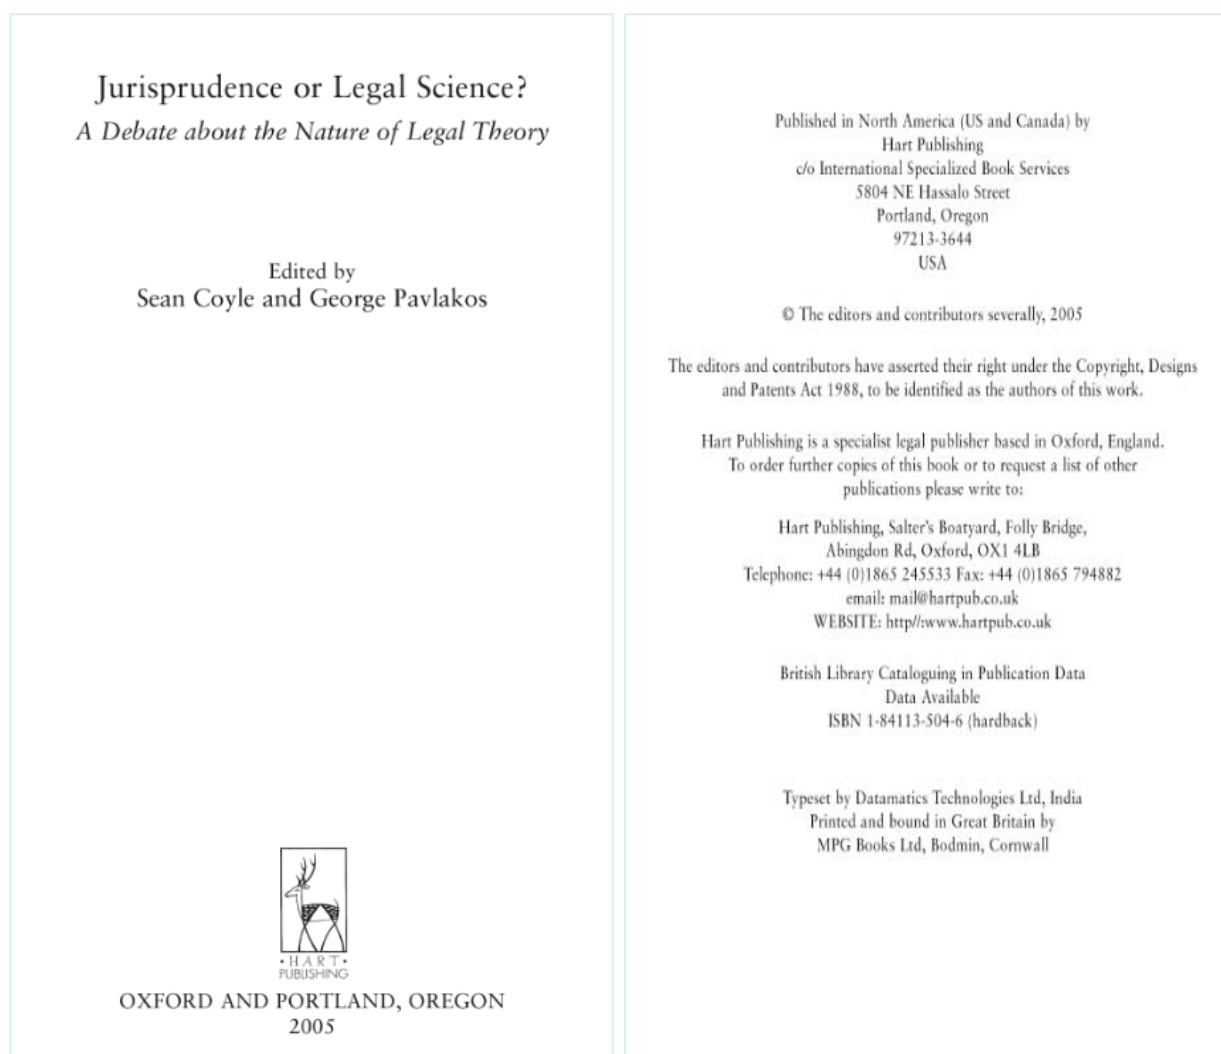 Jurisprudence or Legal Science?
A Debate about the Nature of Legal Theory
Edited by
Sean Coyle and George Pavlakos
• HART •
PUBLISHING
OXFORD AND PORTLAND, OREGON
2005
Published in North America (US and Canada) by
Hart Publishing
c/o International Specialized Book Services
5804 NE Hassalo Street
Portland, Oregon
97213-3644
USA
© The editors and contributors severally, 2005
The editors and contributors have asserted their right under the Copyright, Designs
and Patents Act 1988, to be identified as the authors of this work.
Hart Publishing is a specialist legal publisher based in Oxford, England.
To order further copies of this book or to request a list of other
publications please write to:
Hart Publishing, Salter's Boatyard, Folly Bridge,
Abingdon Rd, Oxford, OX1 4LB
Telephone: +44 (0)1865 245533 Fax: +44 (0)1865 794882
email: mail@hartpub.co.uk
WEBSITE: http//:www.hartpub.co.uk
British Library Cataloguing in Publication Data
Data Available
ISBN 1-84113-504-6 (hardback)
Typeset by Datamatics Technologies Ltd, India
Printed and bound in Great Britain by
MPG Books Ltd, Bodmin, Cornwall